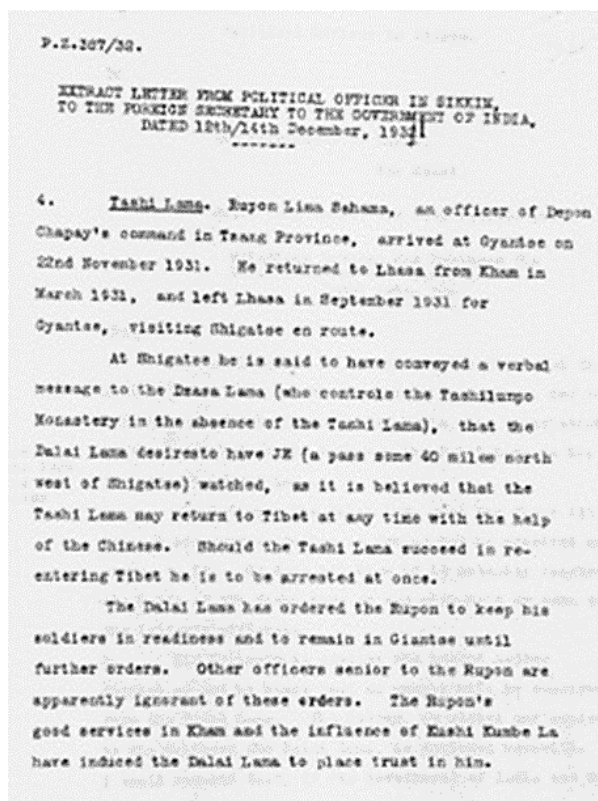 P.Z.367/32.
EXTRACT LETTER FROM POLITICAL OFFICER IN SIKKIM,
TO THE FOREIGN SECRETARY TO THE GOVERNMENT OF INDIA,
DATED 12th/14th December, 1931
-------
4. Tashi Lama. Rupon Lima Sahama, an officer of Depon
Chapay's command in Tsang Province, arrived at Gyantse on
22nd November 1931. He returned to Lhasa from Kham in
March 1931, and left Lhasa in September 1931 for
Gyantse, visiting Shigatse en route.
At Shigatse he is said to have conveyed a verbal
message to the Dzasa Lama (who controls the Tashilunpo
Monastery in the absence of the Tashi Lama), that the
Dalai Lama desiresto have JE (a pass some 40 miles north
west of Shigatse) watched, as it is believed that the
Tashi Lama may return to Tibet at any time with the help
of the Chinese. Should the Tashi Lama succeed in re-
entering Tibet he is to be arrested at once.
The Dalai Lama has ordered the Rupon to keep his
soldiers in readiness and to remain in Giantse until
further orders. Other officers senior to the Rupon are
apparently ignorant of these orders. The Rupon's
good services in Kham and the influence of Kushi Kumbe La
have induced the Dalai Lama to place trust in him.